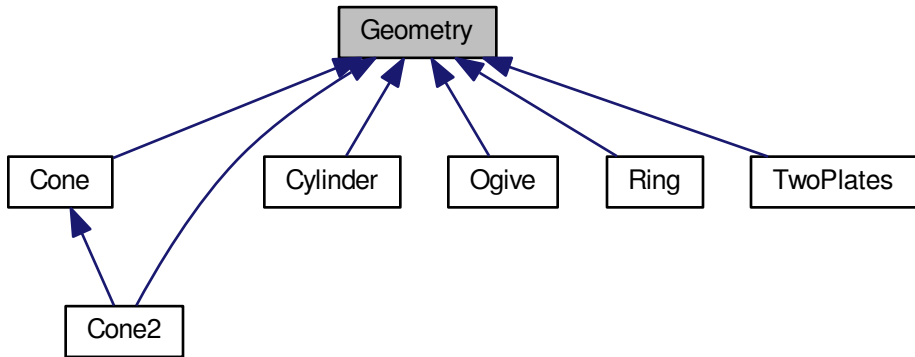 Geometry
Cone
Cylinder
Ogive
Ring
TwoPlates
Cone2